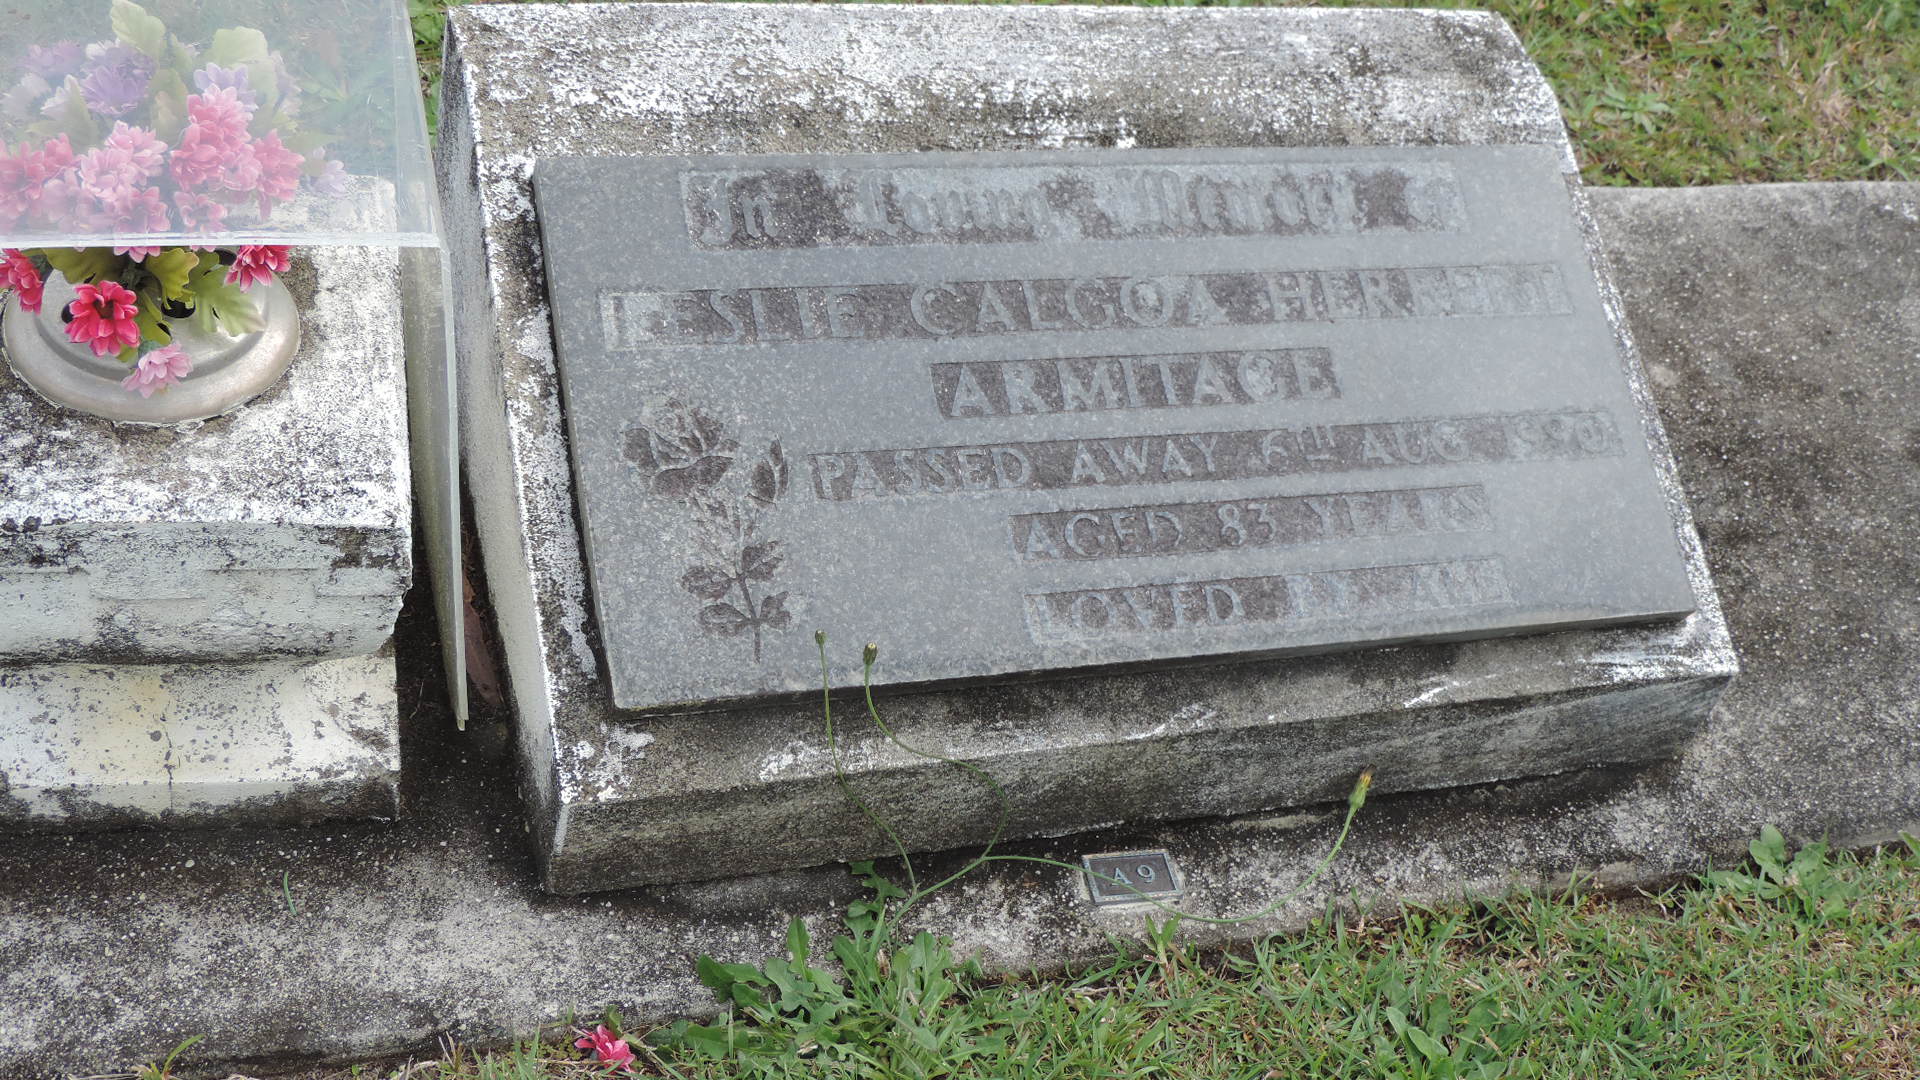 In Loving Memory of
LESLIE CALGOA HERBERT
ARMITAGE
PASSED AWAY 6TH AUG. 1990
AGED 83 YEARS
LOVED BY ALL
A9